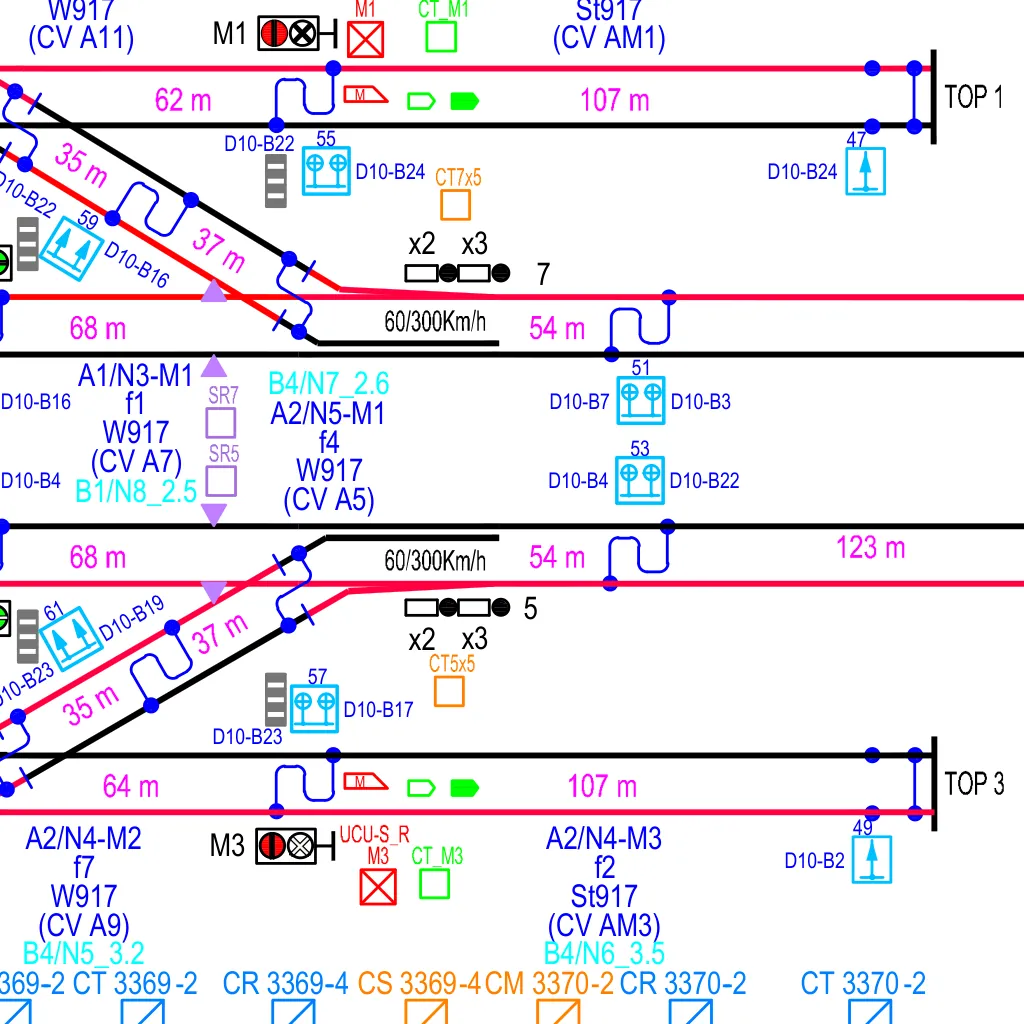 W917
(CV A11)
M1
M1
CT_M1
St917
(CV AM1)
62 m
M
107 m
TOP 1
D10-B22
55
D10-B24
47
D10-B24
35 m
D10-B22
59
D10-B16
37 m
CT7x5
x2 x3
7
68 m
60/300Km/h
54 m
A1/N3-M1
f1
W917
(CV A7)
B1/N8_2.5
SR7
SR5
B4/N7_2.6
A2/N5-M1
f4
W917
(CV A5)
D10-B16
D10-B4
51
D10-B7
D10-B3
53
D10-B4
D10-B22
68 m
60/300Km/h
54 m
123 m
61
D10-B19
D10-B23
37 m
35 m
5
x2 x3
CT5x5
57
D10-B17
D10-B23
64 m
M
107 m
TOP 3
A2/N4-M2
f7
W917
(CV A9)
B4/N5_3.2
M3
UCU-S_R
M3
CT_M3
A2/N4-M3
f2
St917
(CV AM3)
B4/N6_3.5
49
D10-B2
369-2 CT 3369-2 CR 3369-4 CS 3369-4 CM 3370-2 CR 3370-2 CT 3370-2